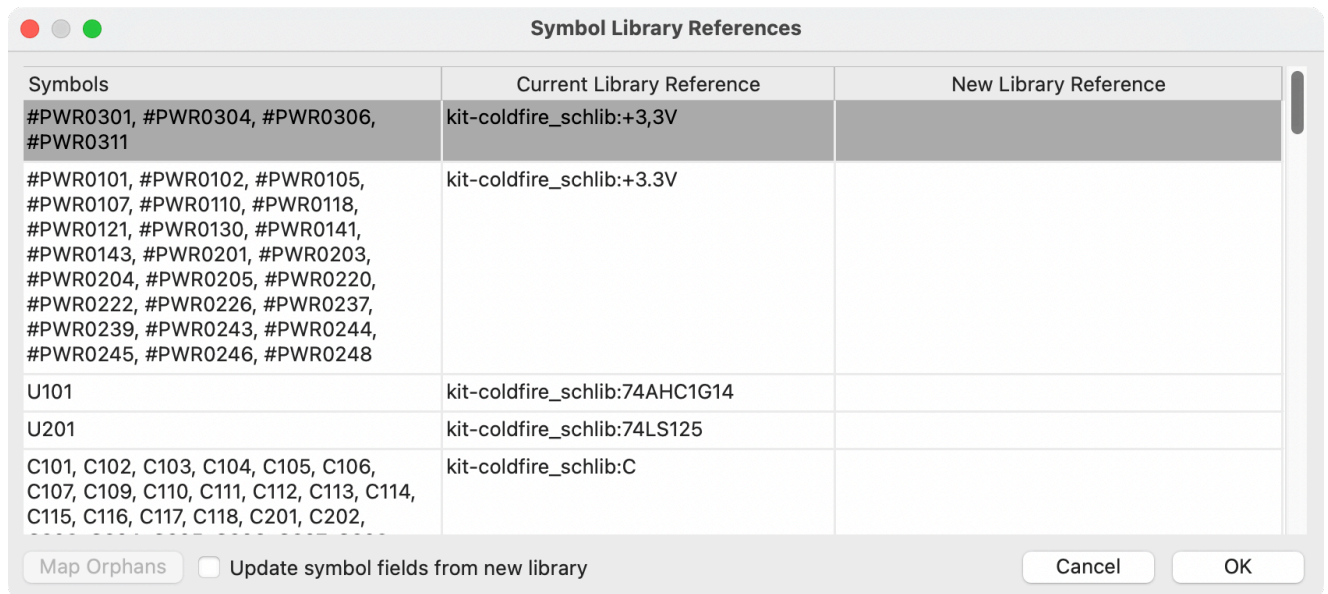 Symbol Library References
Symbols
Current Library Reference
New Library Reference
#PWR0301, #PWR0304, #PWR0306,
#PWR0311
kit-coldfire_schlib:+3,3V
#PWR0101, #PWR0102, #PWR0105,
#PWR0107, #PWR0110, #PWR0118,
#PWR0121, #PWR0130, #PWR0141,
#PWR0143, #PWR0201, #PWR0203,
#PWR0204, #PWR0205, #PWR0220,
#PWR0222, #PWR0226, #PWR0237,
#PWR0239, #PWR0243, #PWR0244,
#PWR0245, #PWR0246, #PWR0248
kit-coldfire_schlib:+3.3V
U101
kit-coldfire_schlib:74AHC1G14
U201
kit-coldfire_schlib:74LS125
C101, C102, C103, C104, C105, C106,
C107, C109, C110, C111, C112, C113, C114,
C115, C116, C117, C118, C201, C202,
kit-coldfire_schlib:C
Map Orphans
Update symbol fields from new library
Cancel
OK